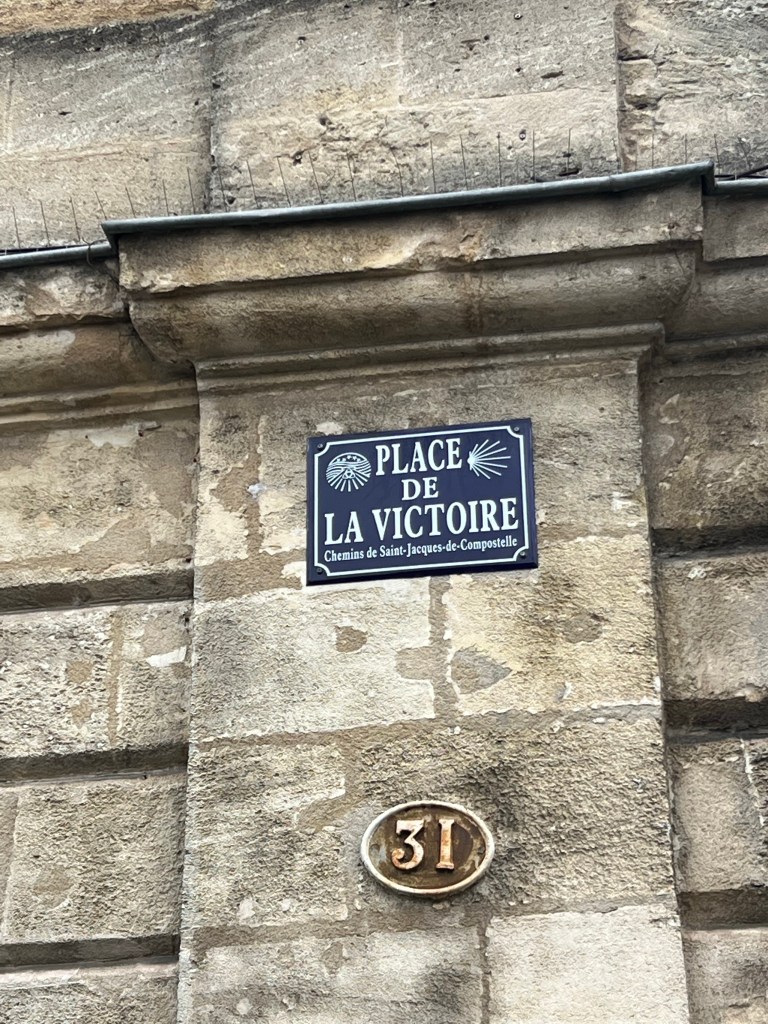 PLACE
DE
LA VICTOIRE
Chemins de Saint-Jacques-de-Compostelle
31